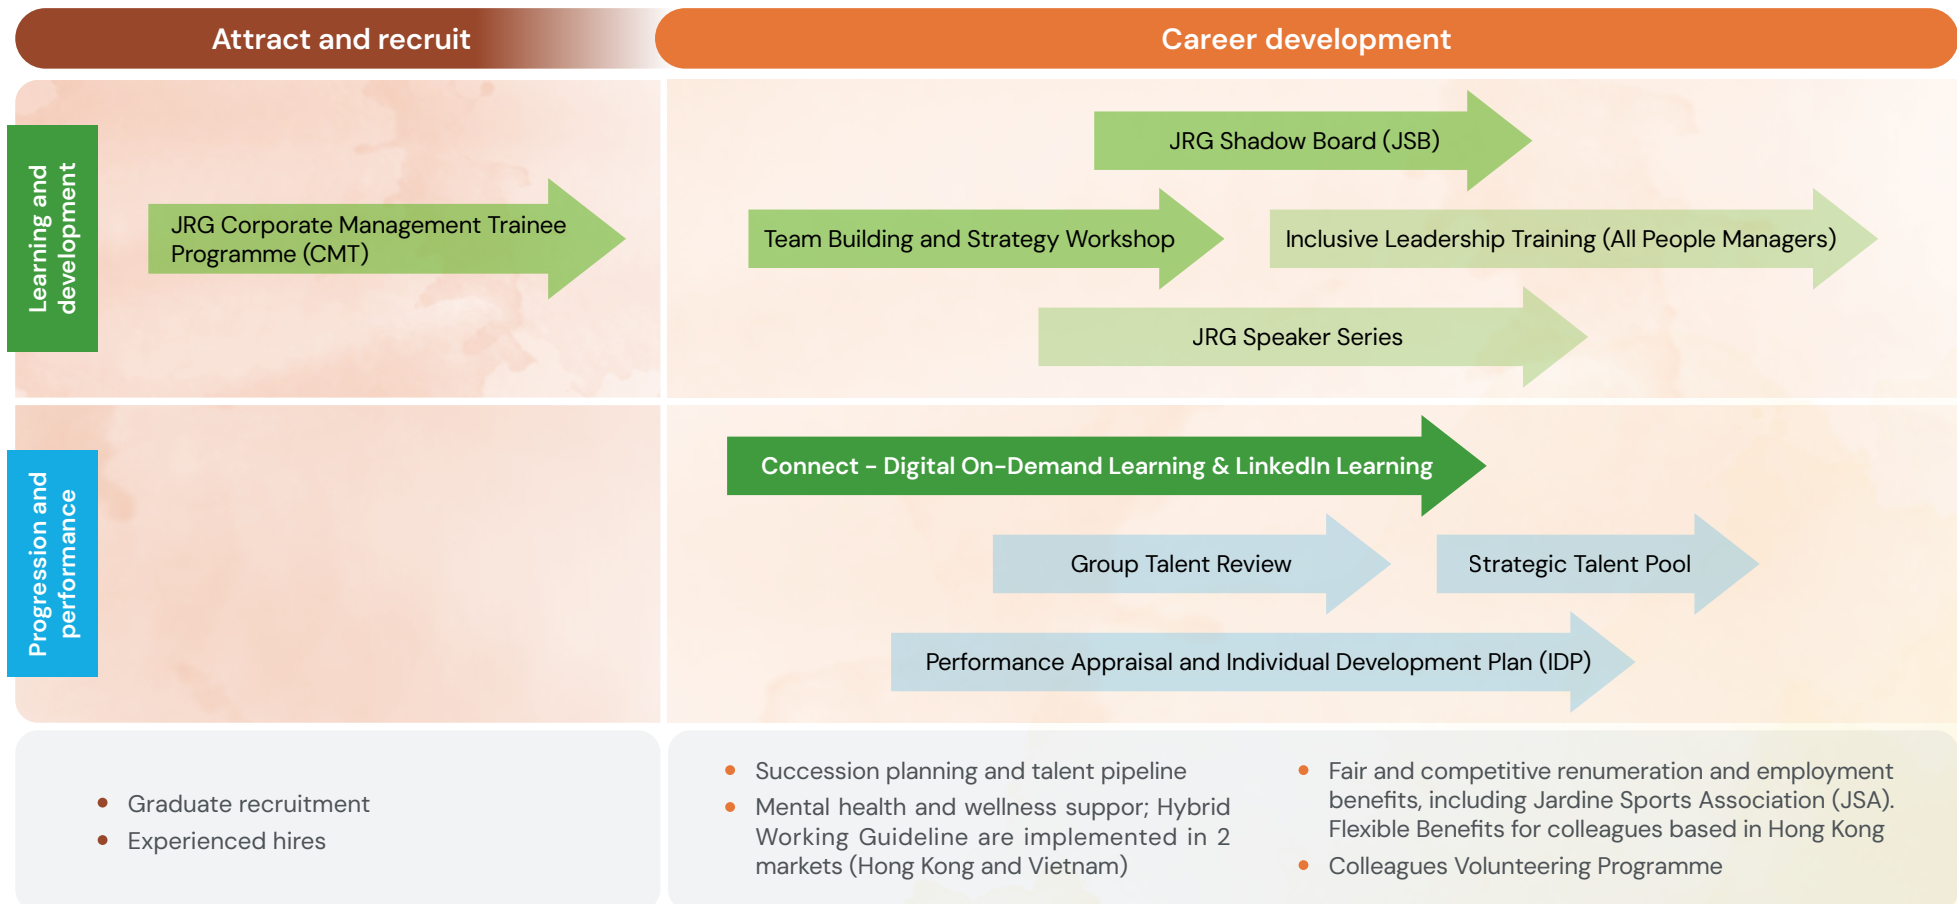 Attract and recruit
Career development
Learning and
development
JRG Corporate Management Trainee
Programme (CMT)
JRG Shadow Board (JSB)
Team Building and Strategy Workshop
Inclusive Leadership Training (All People Managers)
JRG Speaker Series
Progression and
performance
Connect - Digital On-Demand Learning & LinkedIn Learning
Group Talent Review
Strategic Talent Pool
Performance Appraisal and Individual Development Plan (IDP)
• Graduate recruitment
• Experienced hires
• Succession planning and talent pipeline
• Mental health and wellness suppor; Hybrid
Working Guideline are implemented in 2
markets (Hong Kong and Vietnam)
• Fair and competitive renumeration and employment
benefits, including Jardine Sports Association (JSA).
Flexible Benefits for colleagues based in Hong Kong
• Colleagues Volunteering Programme